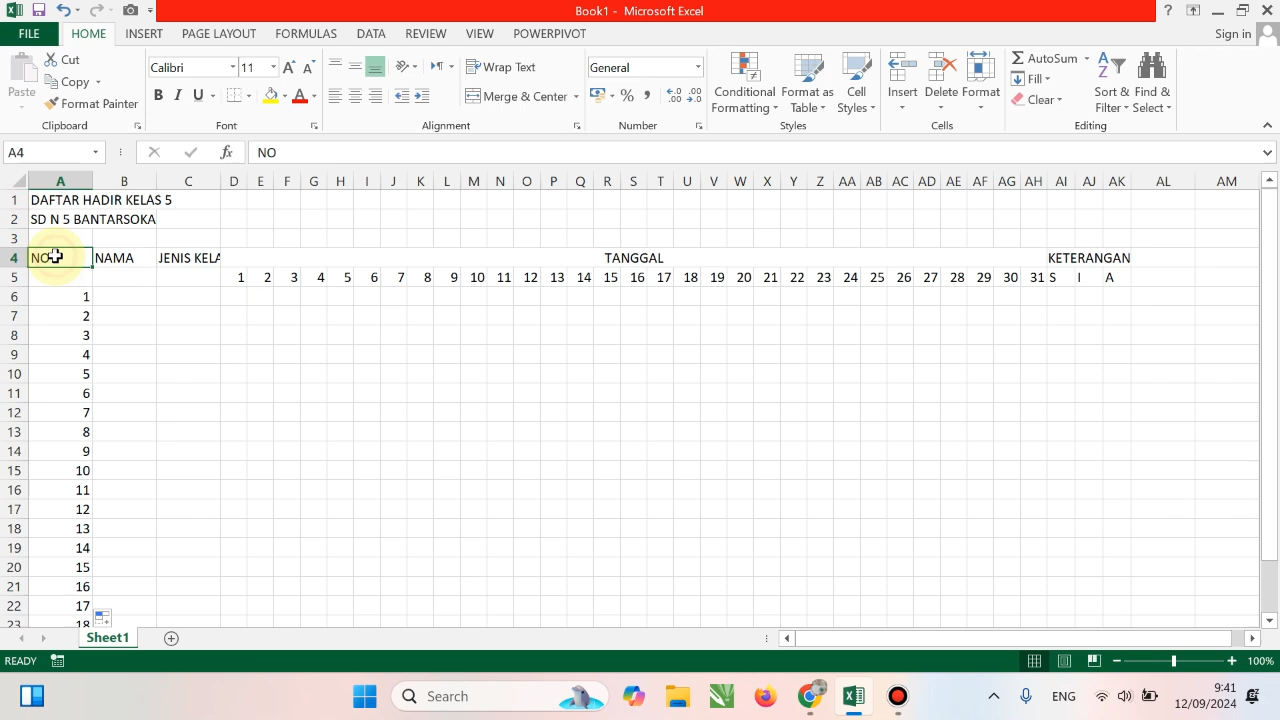 Book1 - Microsoft Excel
?
Sign in
FILE HOME INSERT PAGE LAYOUT FORMULAS DATA REVIEW VIEW POWERPIVOT
Paste
Cut
Copy
Format Painter
Clipboard
Calibri 11
B I U A
Font
Wrap Text
Merge & Center
Alignment
General
%
Number
Conditional Formatting
Format as Table
Cell Styles
Styles
Insert Delete Format
Cells
AutoSum
Fill
Clear
Sort & Filter
Find & Select
Editing
A4 fx NO
A B C D E F G H I J K L M N O P Q R S T U V W X Y Z AA AB AC AD AE AF AG AH AI AJ AK AL AM
1 DAFTAR HADIR KELAS 5
2 SD N 5 BANTARSOKA
3
4 NO NAMA JENIS KELA TANGGAL KETERANGAN
5 1 2 3 4 5 6 7 8 9 10 11 12 13 14 15 16 17 18 19 20 21 22 23 24 25 26 27 28 29 30 31 S I A
6 1
7 2
8 3
9 4
10 5
11 6
12 7
13 8
14 9
15 10
16 11
17 12
18 13
19 14
20 15
21 16
22 17
23 18
Sheet1
READY 100%
Search
ENG
9:41
12/09/2024